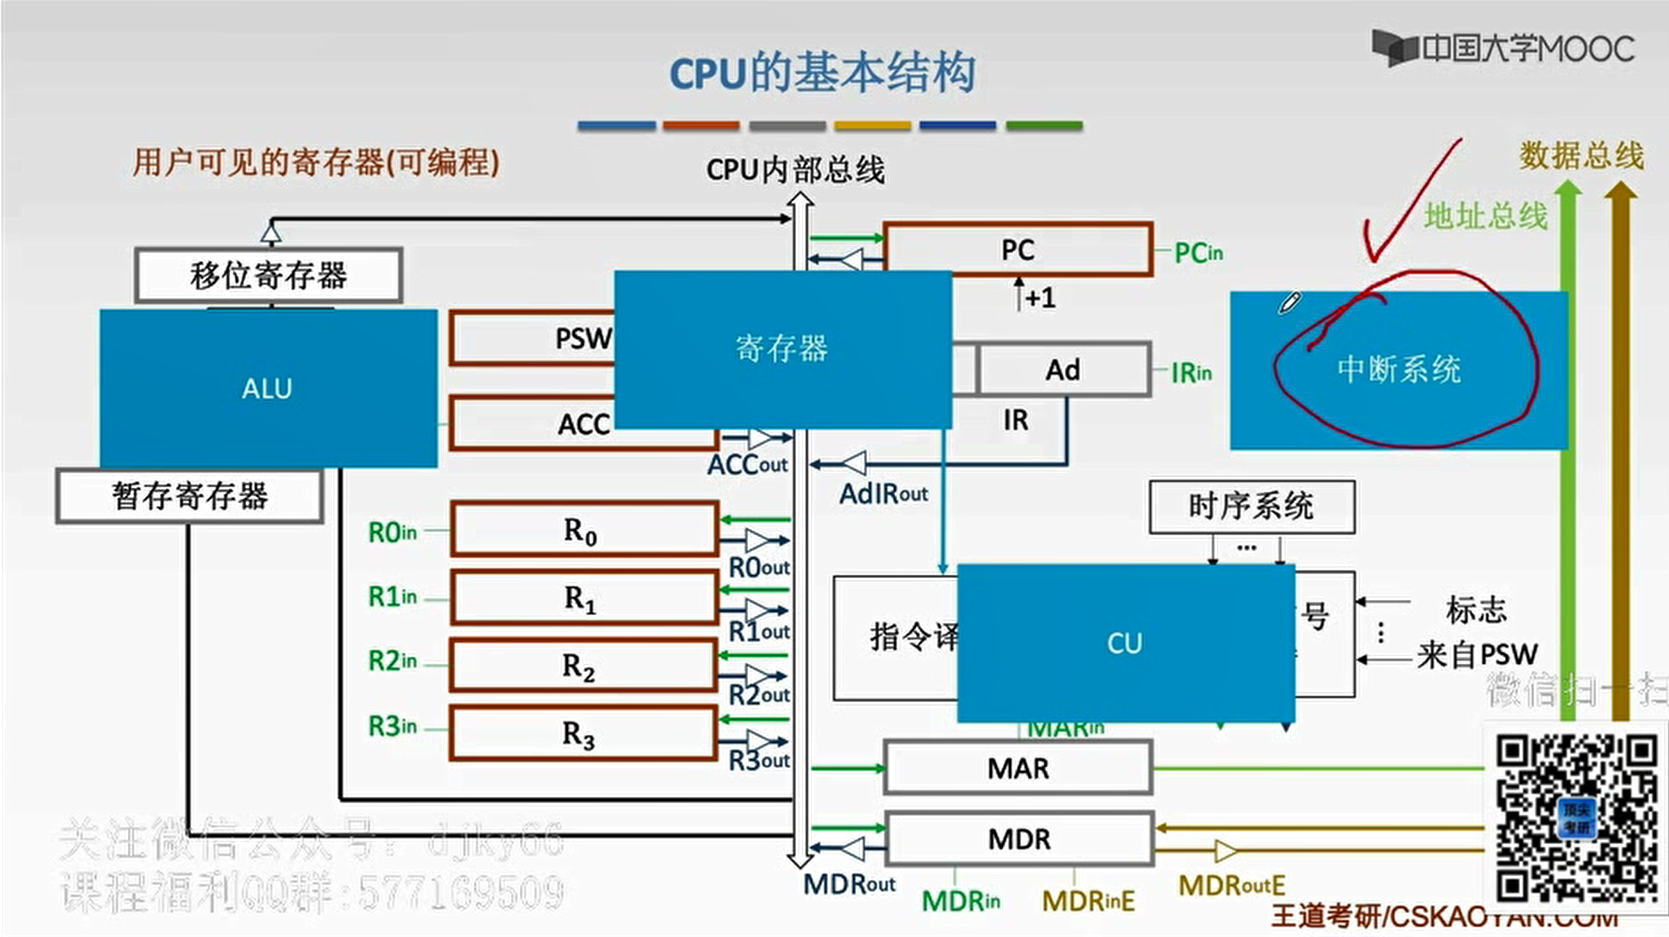 中国大学MOOC
CPU的基本结构
用户可见的寄存器(可编程)
CPU内部总线
数据总线
地址总线
移位寄存器
PC
PCin
+1
PSW
寄存器
Ad
IRin
中断系统
ALU
ACC
IR
ACCout
AdIRout
暂存寄存器
时序系统
...
R0in
R0
R0out
R1in
R1
R1out
指令译
CU
号
标志
来自PSW
R2in
R2
R2out
微信扫一扫
R3in
R3
R3out
MARin
MAR
顶尖
考研
MDR
关注微信公众号：djky66
课程福利QQ群:577169509
MDRout
MDRin
MDRinE
MDRoutE
王道考研/CSKAOYAN.COM